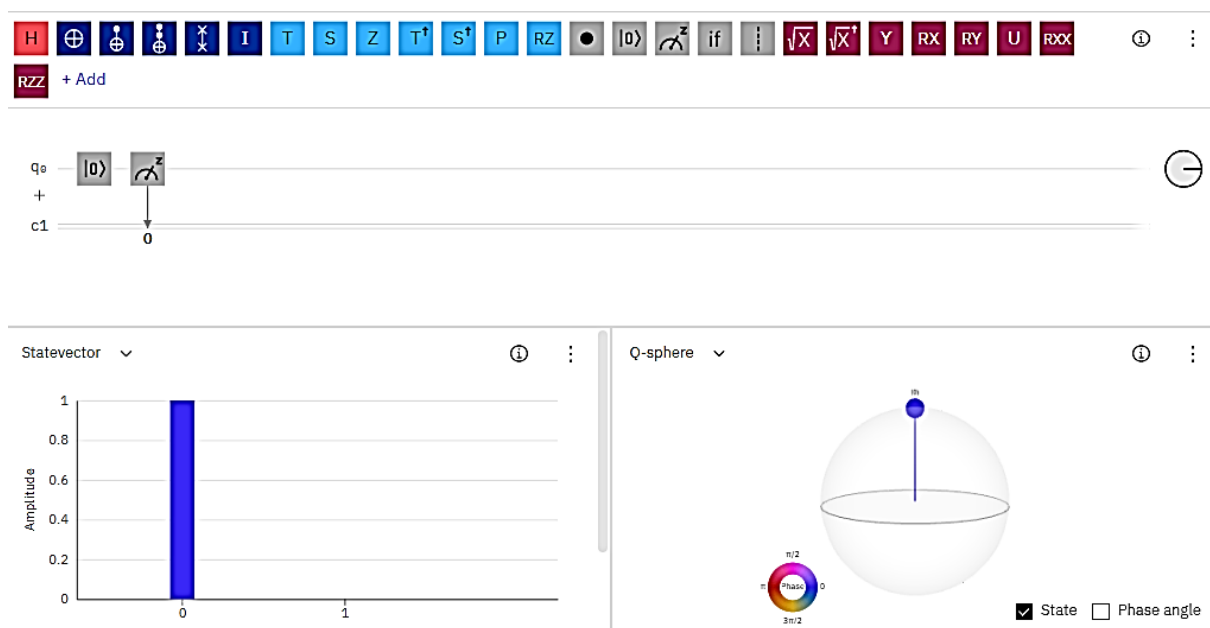 H T S Z T† S† P RZ |0⟩ z if √X √X† Y RX RY U RXX
RZZ + Add
q0 |0⟩ z
+
c1
0
Statevector
Q-sphere
1
0.8
0.6
0.4
0.2
0
Amplitude
0 1
π/2
π Phase 0
3π/2
State Phase angle